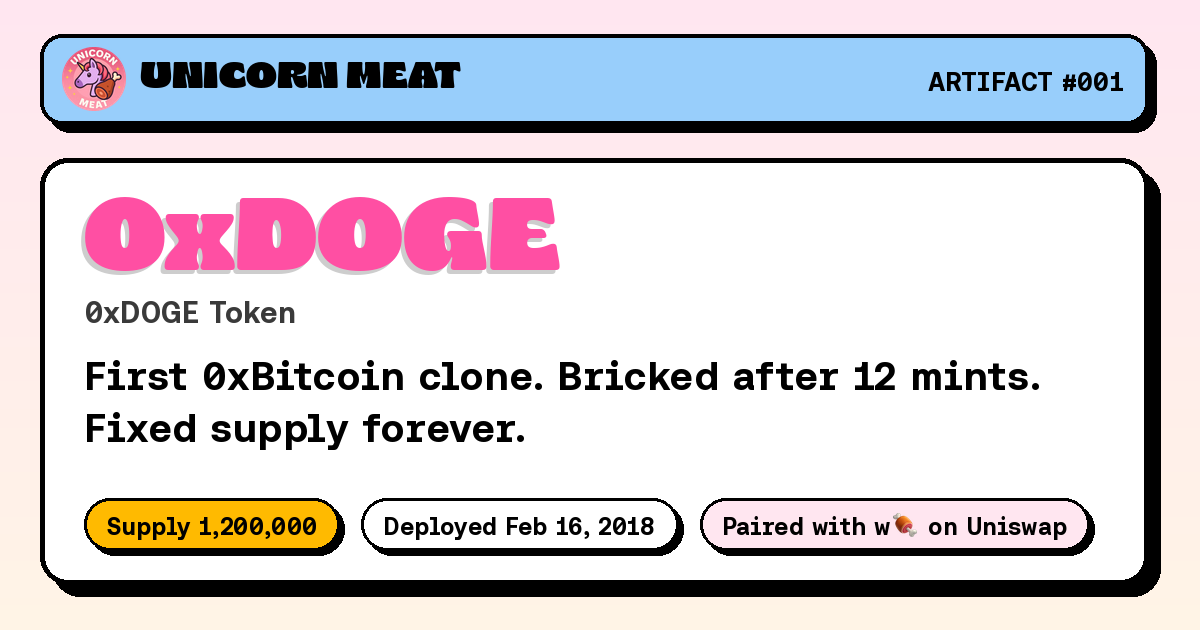 UNICORN
MEAT
UNICORN MEAT
ARTIFACT #001
0xDOGE
0xDOGE Token
First 0xBitcoin clone. Bricked after 12 mints.
Fixed supply forever.
Supply 1,200,000
Deployed Feb 16, 2018
Paired with w🍖 on Uniswap